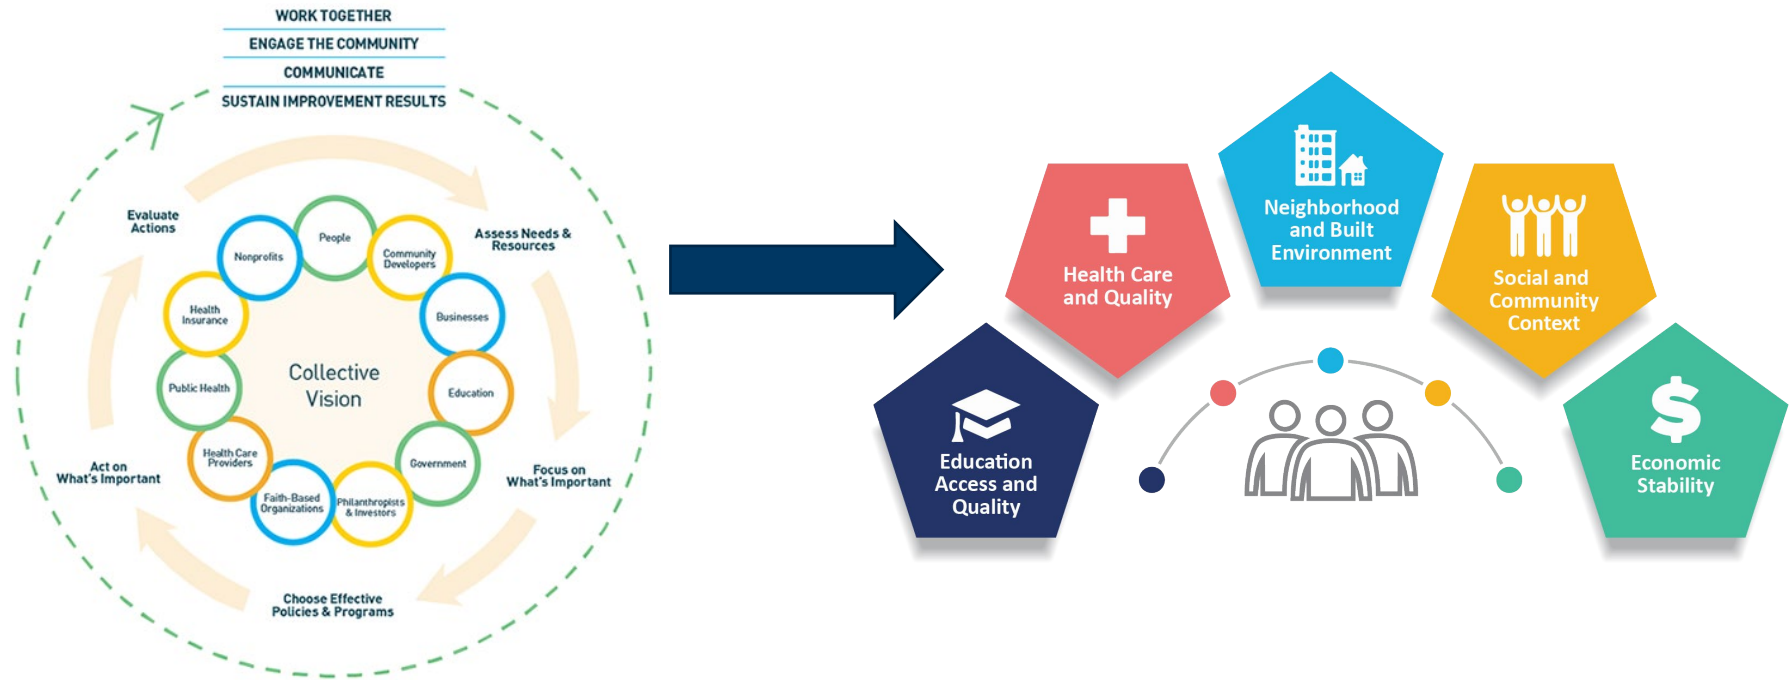 WORK TOGETHER
ENGAGE THE COMMUNITY
COMMUNICATE
SUSTAIN IMPROVEMENT RESULTS
Evaluate
Actions
Assess Needs &
Resources
Focus on
What's Important
Choose Effective
Policies & Programs
Act on
What's Important
People
Community
Developers
Businesses
Education
Government
Philanthropists
& Investors
Faith-Based
Organizations
Health Care
Providers
Public Health
Health
Insurance
Nonprofits
Collective
Vision
Education
Access and
Quality
Health Care
and Quality
Neighborhood
and Built
Environment
Social and
Community
Context
$
Economic
Stability